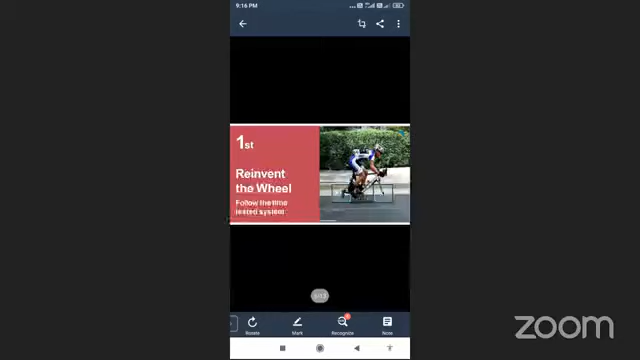 9:16 PM
1st
Reinvent
the Wheel
Follow the time
tested system
Rotate
Mark
Recognize
Note
zoom